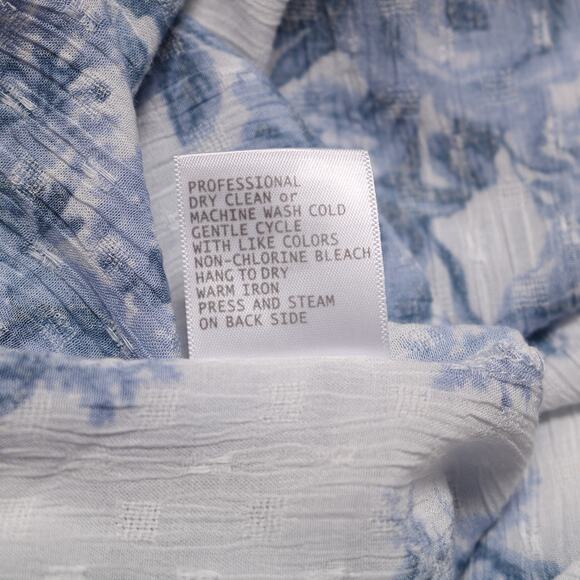 PROFESSIONAL
DRY CLEAN or
MACHINE WASH COLD
GENTLE CYCLE
WITH LIKE COLORS
NON-CHLORINE BLEACH
HANG TO DRY
WARM IRON
PRESS AND STEAM
ON BACK SIDE